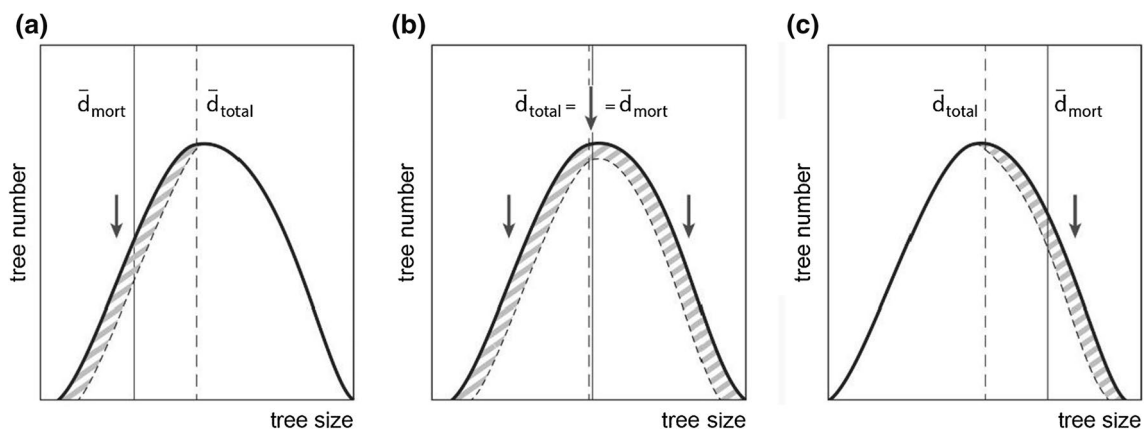 (a)
d̄mort
d̄total
tree number
tree size
(b)
d̄total = = d̄mort
tree number
tree size
(c)
d̄total
d̄mort
tree number
tree size